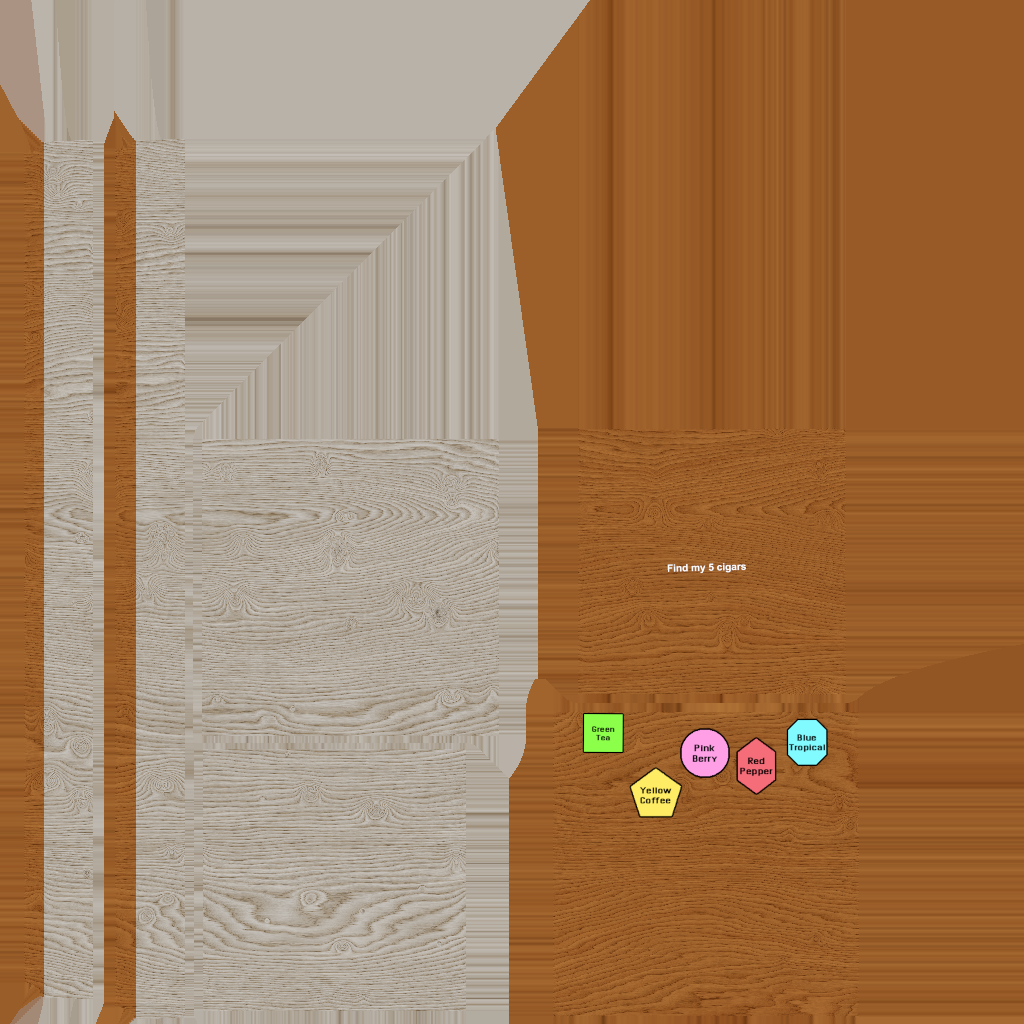 Find my 5 cigars
Green
Tea
Pink
Berry
Blue
Tropical
Red
Pepper
Yellow
Coffee